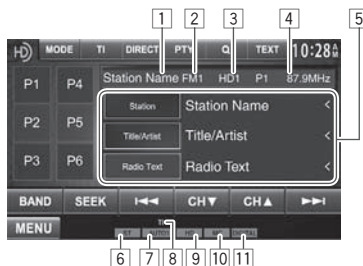 1 2 3 4 5
HD MODE TI DIRECT PTY TEXT 10:28
P1 P4 Station Name FM1 HD1 P1 87.9MHz
Station Station Name <
P2 P5 Title/Artist Title/Artist <
P3 P6 Radio Text Radio Text <
BAND SEEK CH▼ CH▲
MENU
ST AUTO1 DIGITAL
6 7 8 9 10 11